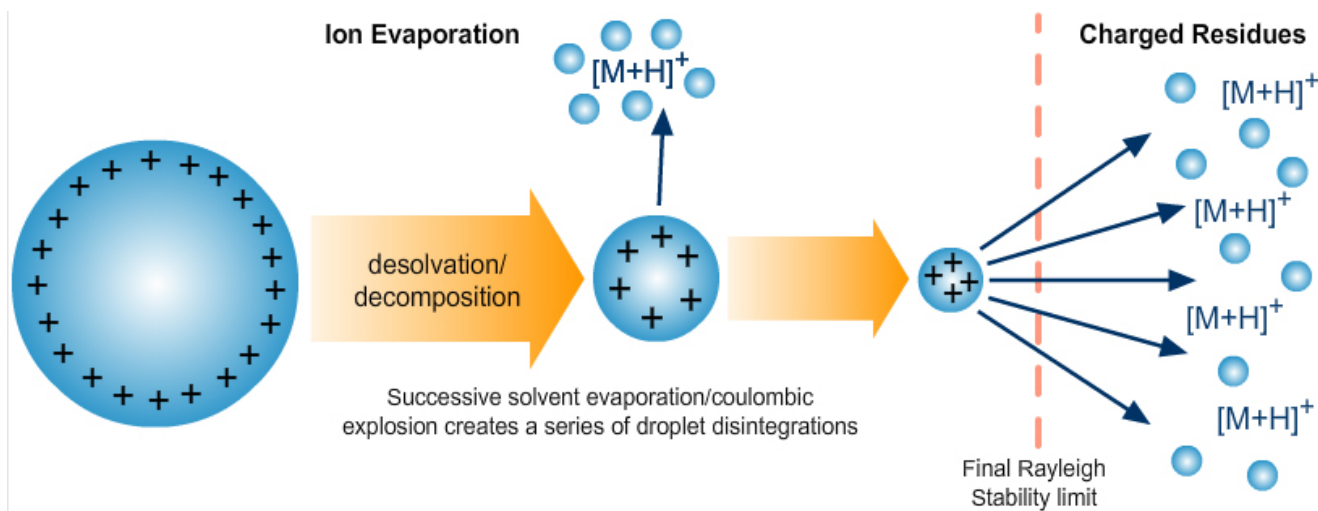 Ion Evaporation
Charged Residues
[M+H]+
[M+H]+
[M+H]+
desolvation/
decomposition
[M+H]+
[M+H]+
Successive solvent evaporation/coulombic
explosion creates a series of droplet disintegrations
Final Rayleigh
Stability limit